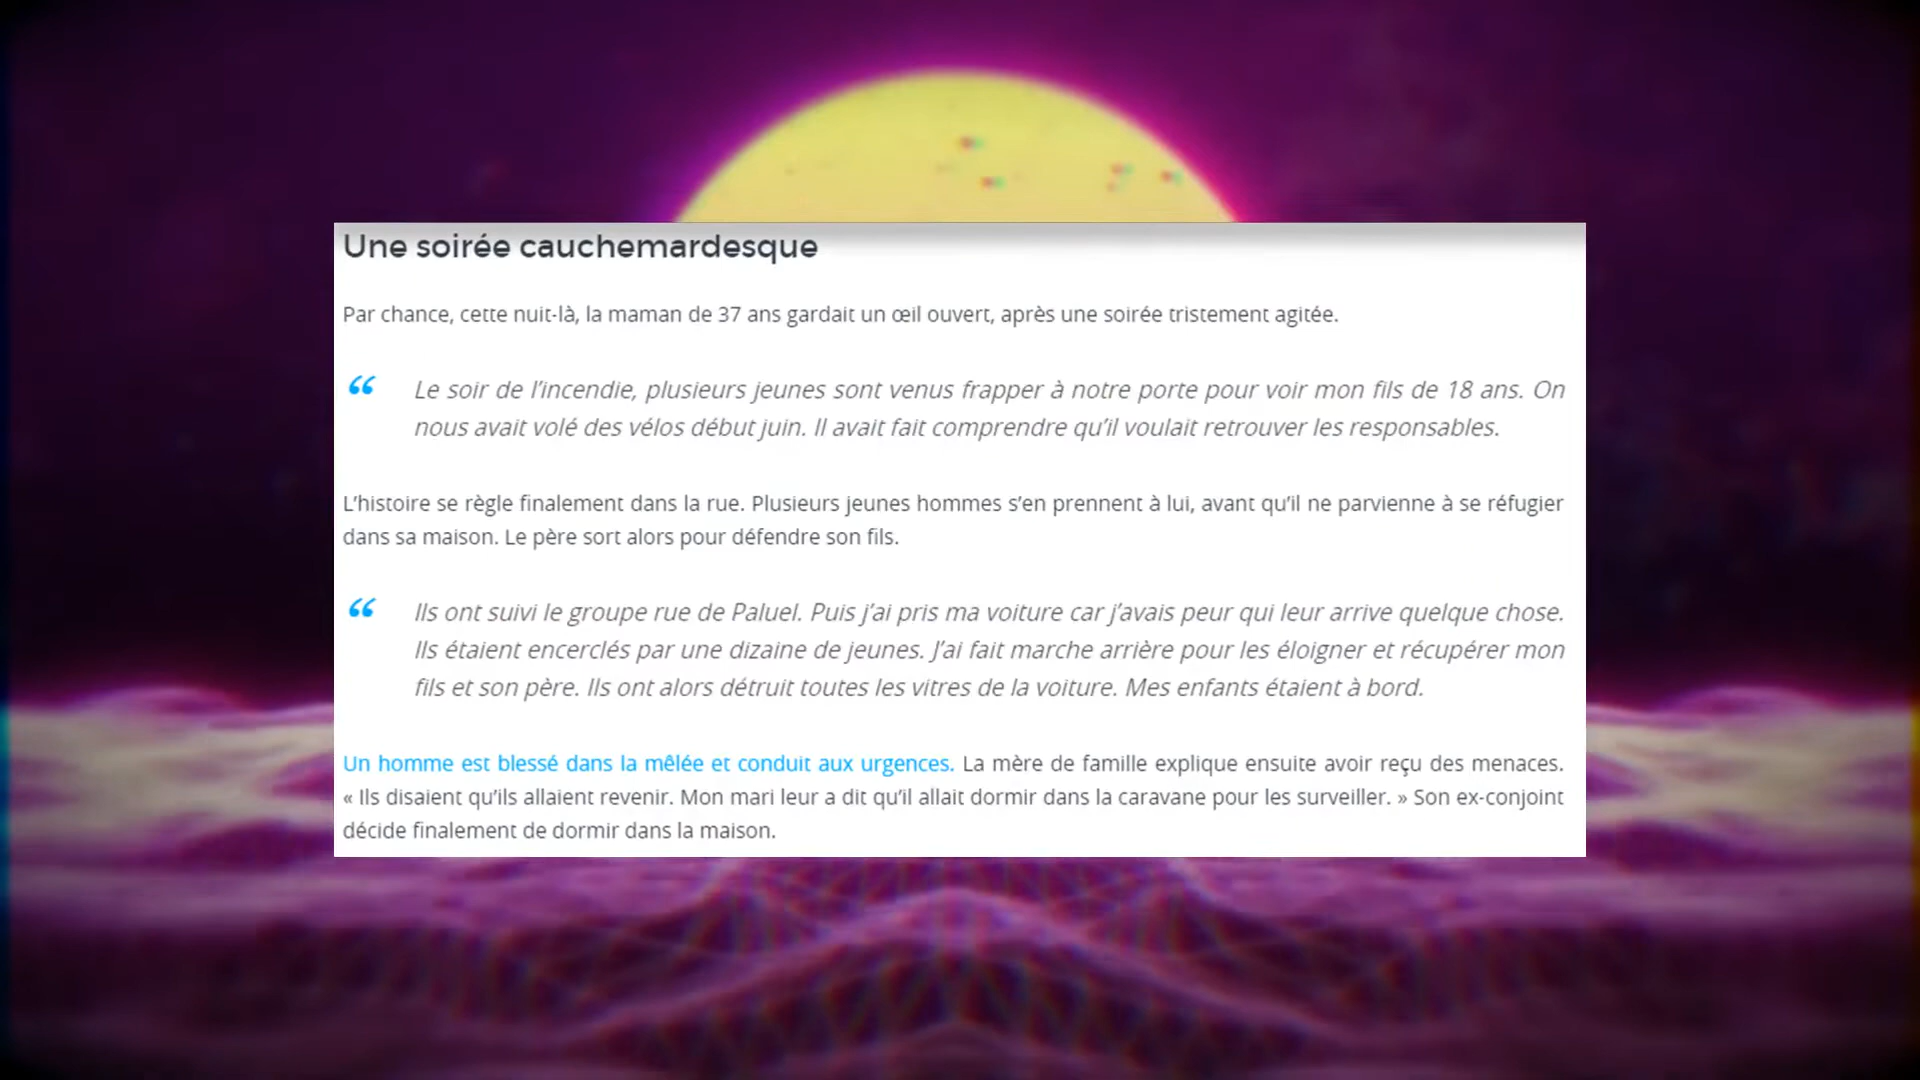 Une soirée cauchemardesque
Par chance, cette nuit-là, la maman de 37 ans gardait un œil ouvert, après une soirée tristement agitée.
“ Le soir de l’incendie, plusieurs jeunes sont venus frapper à notre porte pour voir mon fils de 18 ans. On
nous avait volé des vélos début juin. Il avait fait comprendre qu’il voulait retrouver les responsables.
L’histoire se règle finalement dans la rue. Plusieurs jeunes hommes s’en prennent à lui, avant qu’il ne parvienne à se réfugier
dans sa maison. Le père sort alors pour défendre son fils.
“ Ils ont suivi le groupe rue de Paluel. Puis j’ai pris ma voiture car j’avais peur qui leur arrive quelque chose.
Ils étaient encerclés par une dizaine de jeunes. J’ai fait marche arrière pour les éloigner et récupérer mon
fils et son père. Ils ont alors détruit toutes les vitres de la voiture. Mes enfants étaient à bord.
Un homme est blessé dans la mêlée et conduit aux urgences. La mère de famille explique ensuite avoir reçu des menaces.
« Ils disaient qu’ils allaient revenir. Mon mari leur a dit qu’il allait dormir dans la caravane pour les surveiller. » Son ex-conjoint
décide finalement de dormir dans la maison.